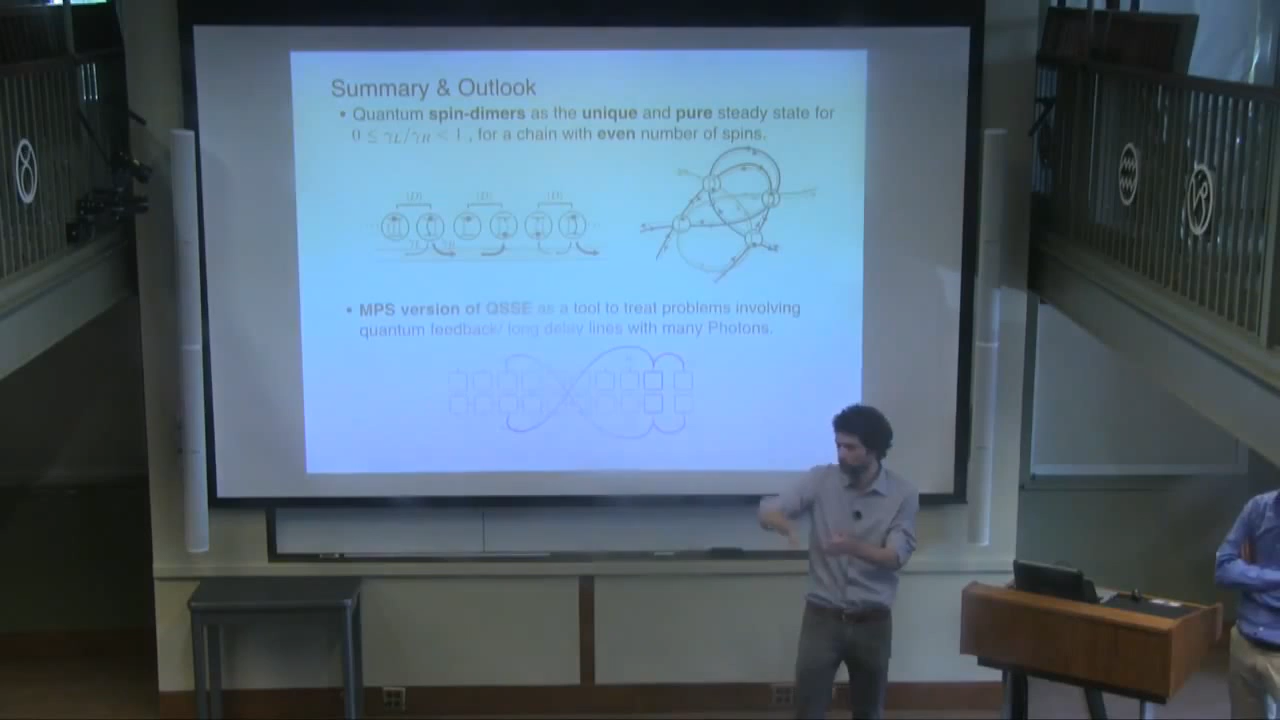 Summary & Outlook
• Quantum spin-dimers as the unique and pure steady state for
0 ≤ γL/γR < 1 , for a chain with even number of spins.
|D⟩ |D⟩ |D⟩
γL γR
• MPS version of QSSE as a tool to treat problems involving
quantum feedback/ long delay lines with many Photons.